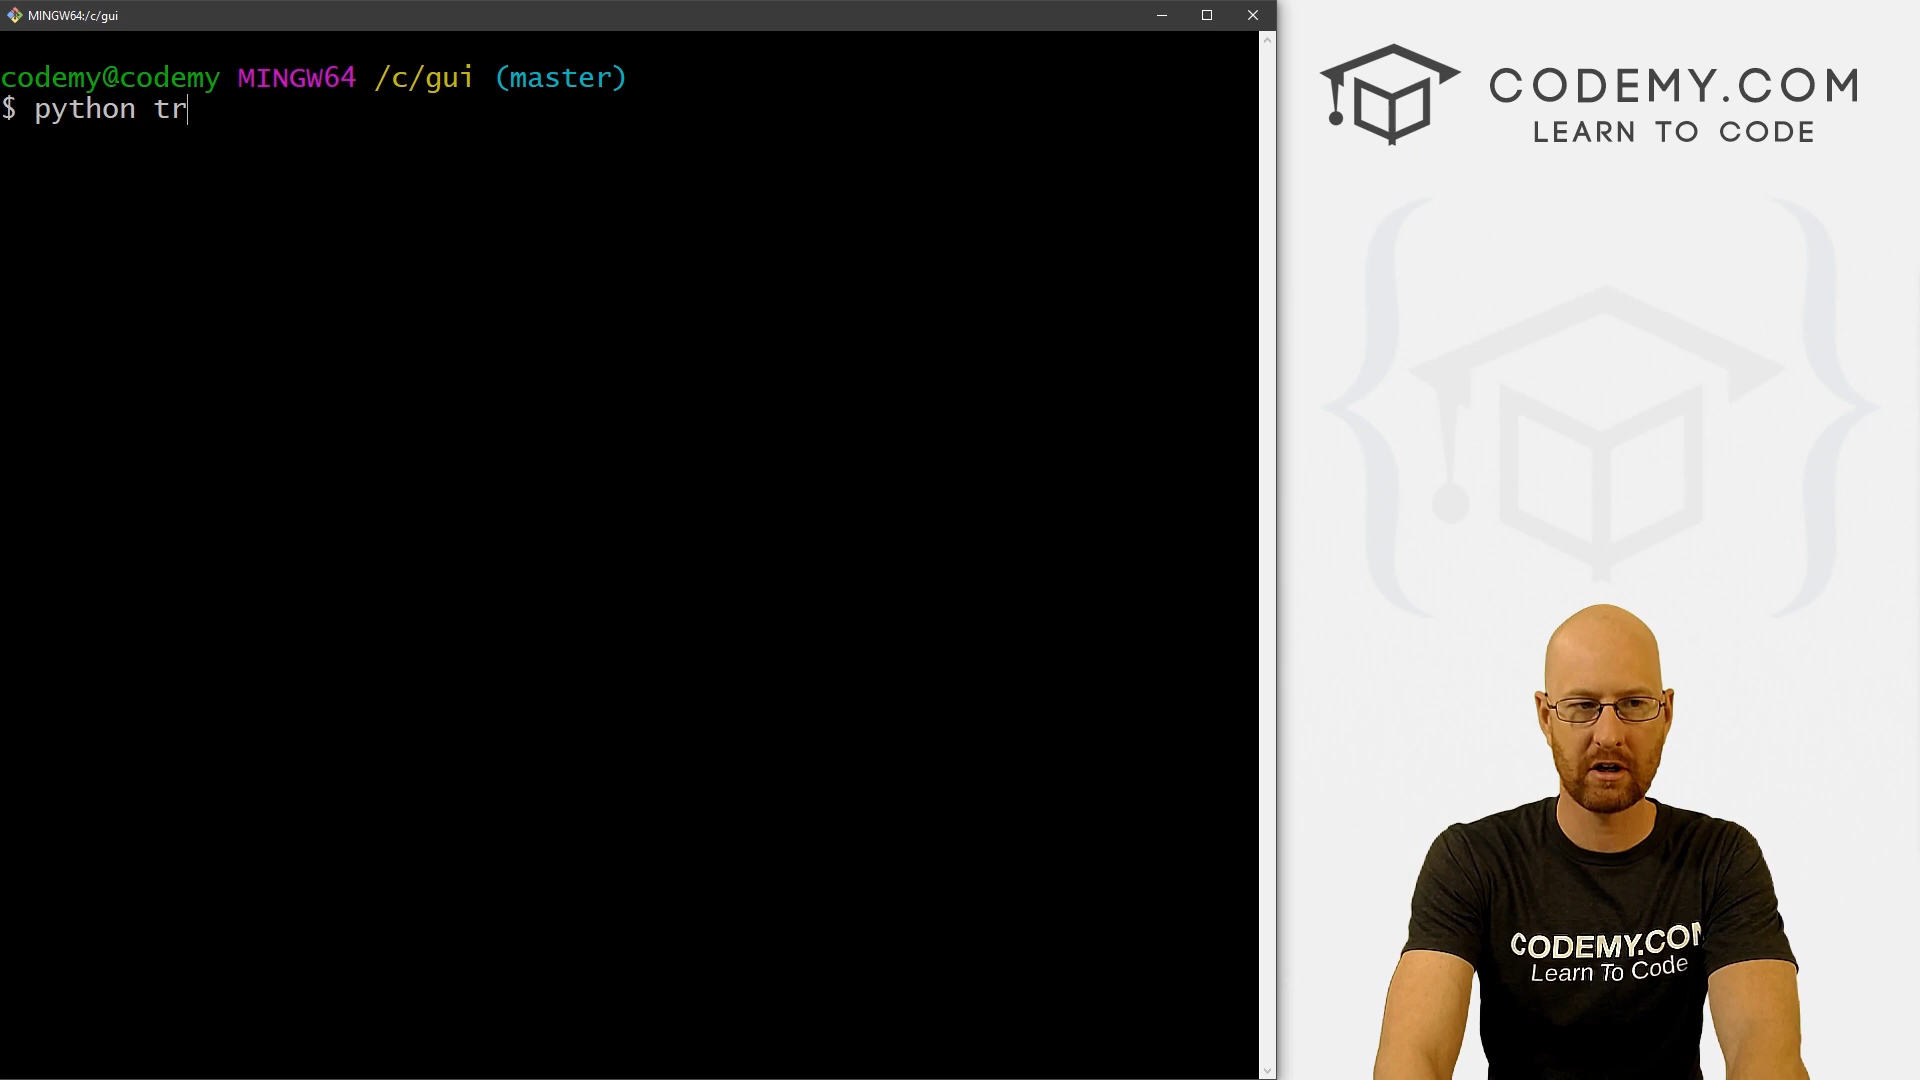 MINGW64:/c/gui
codemy@codemy MINGW64 /c/gui (master)
$ python tr
CODEMY.COM
LEARN TO CODE
CODEMY.COM
Learn To Code